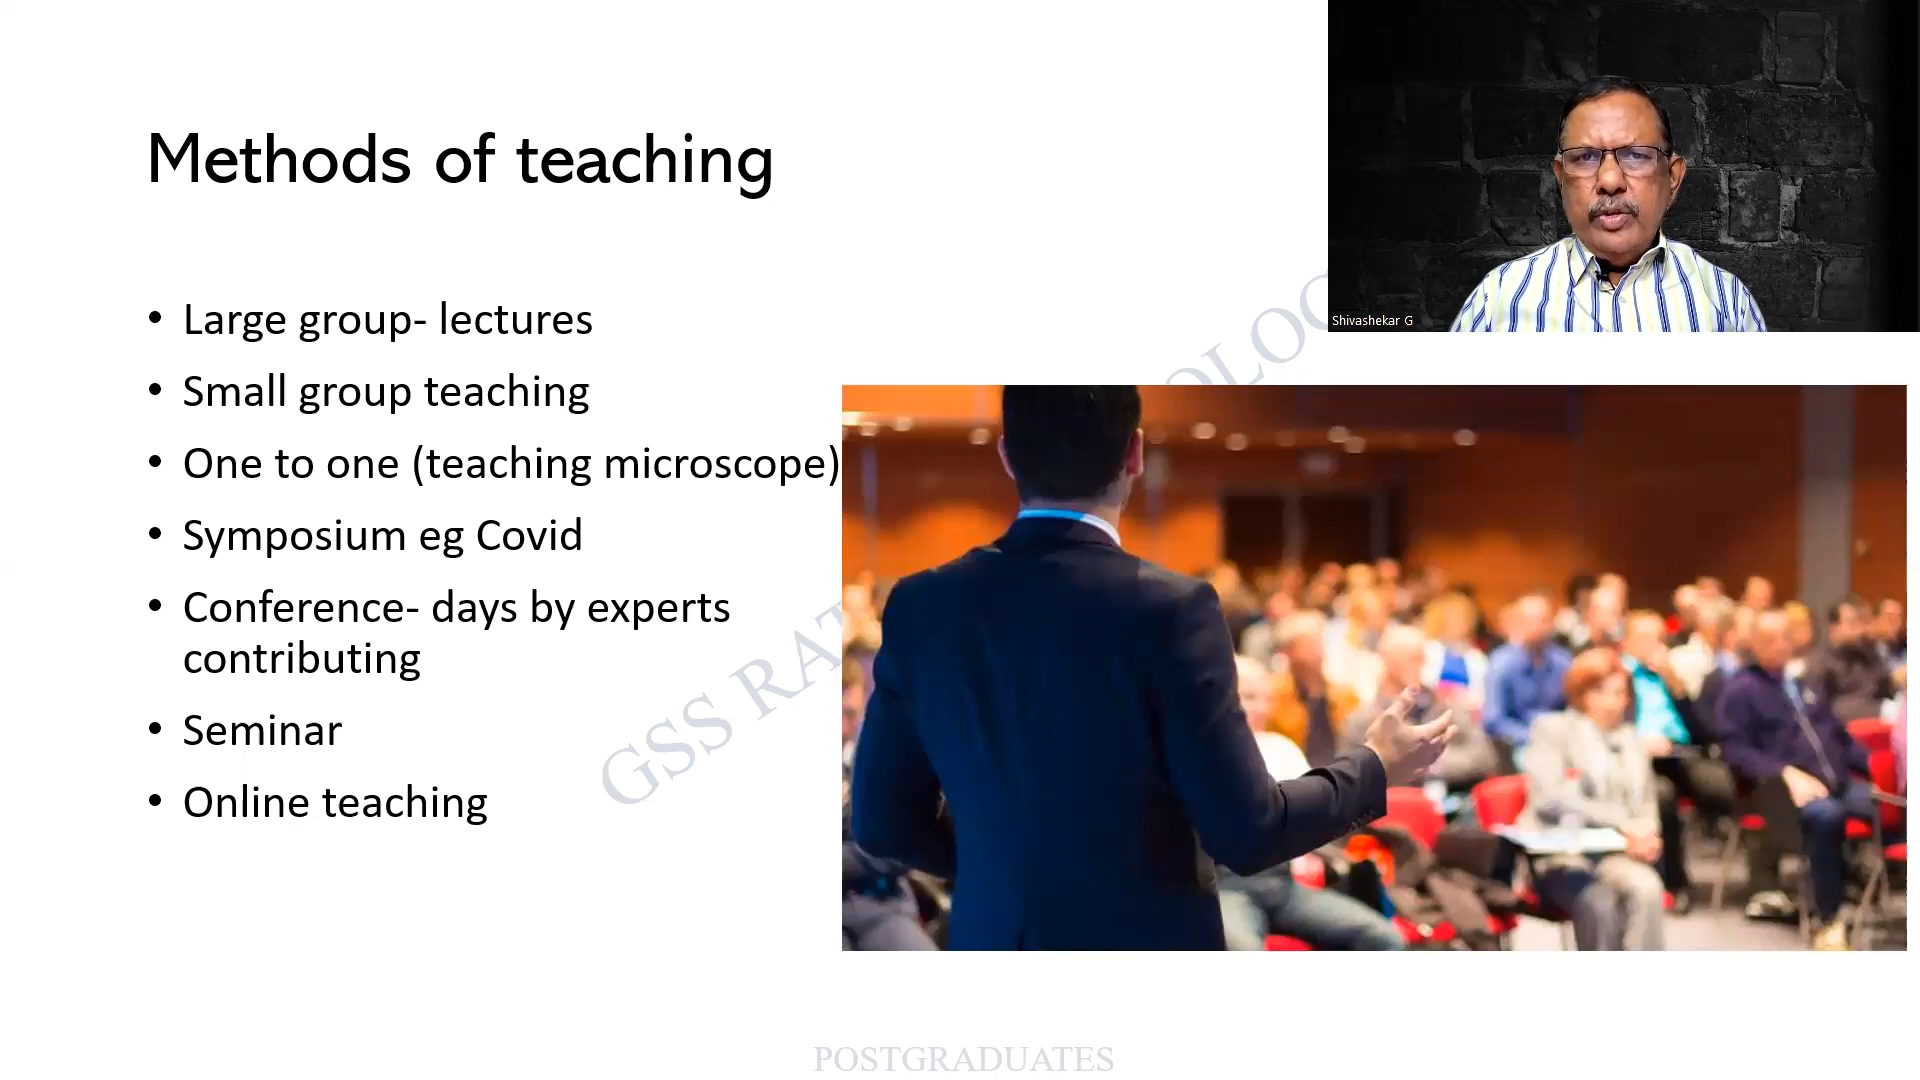 Methods of teaching
Shivashekar G
• Large group- lectures
• Small group teaching
• One to one (teaching microscope)
• Symposium eg Covid
• Conference- days by experts
contributing
• Seminar
• Online teaching
GSS
POSTGRADUATES